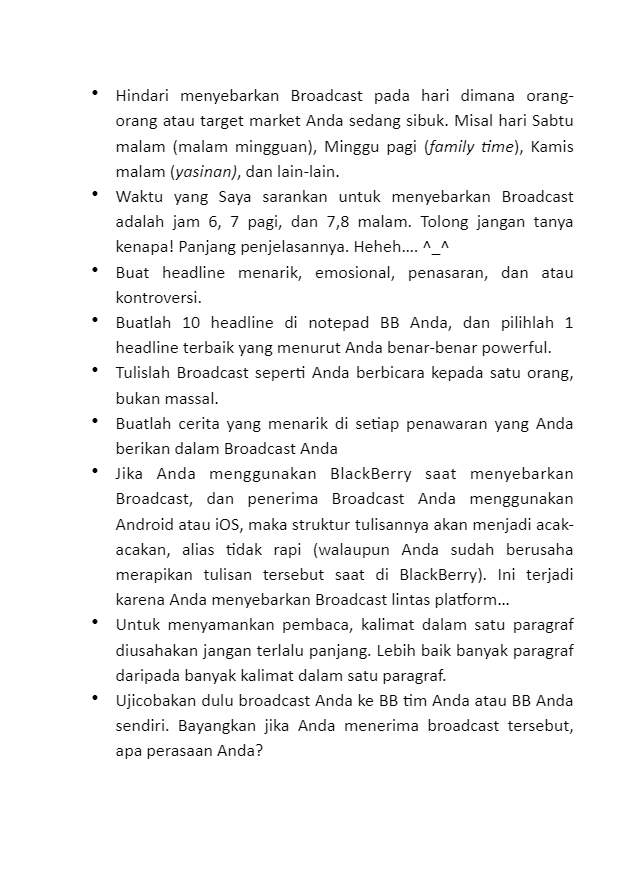 • Hindari menyebarkan Broadcast pada hari dimana orang-
orang atau target market Anda sedang sibuk. Misal hari Sabtu
malam (malam mingguan), Minggu pagi (family time), Kamis
malam (yasinan), dan lain-lain.
• Waktu yang Saya sarankan untuk menyebarkan Broadcast
adalah jam 6, 7 pagi, dan 7,8 malam. Tolong jangan tanya
kenapa! Panjang penjelasannya. Heheh.... ^_^
• Buat headline menarik, emosional, penasaran, dan atau
kontroversi.
• Buatlah 10 headline di notepad BB Anda, dan pilihlah 1
headline terbaik yang menurut Anda benar-benar powerful.
• Tulislah Broadcast seperti Anda berbicara kepada satu orang,
bukan massal.
• Buatlah cerita yang menarik di setiap penawaran yang Anda
berikan dalam Broadcast Anda
• Jika Anda menggunakan BlackBerry saat menyebarkan
Broadcast, dan penerima Broadcast Anda menggunakan
Android atau iOS, maka struktur tulisannya akan menjadi acak-
acakan, alias tidak rapi (walaupun Anda sudah berusaha
merapikan tulisan tersebut saat di BlackBerry). Ini terjadi
karena Anda menyebarkan Broadcast lintas platform...
• Untuk menyamankan pembaca, kalimat dalam satu paragraf
diusahakan jangan terlalu panjang. Lebih baik banyak paragraf
daripada banyak kalimat dalam satu paragraf.
• Ujicobakan dulu broadcast Anda ke BB tim Anda atau BB Anda
sendiri. Bayangkan jika Anda menerima broadcast tersebut,
apa perasaan Anda?